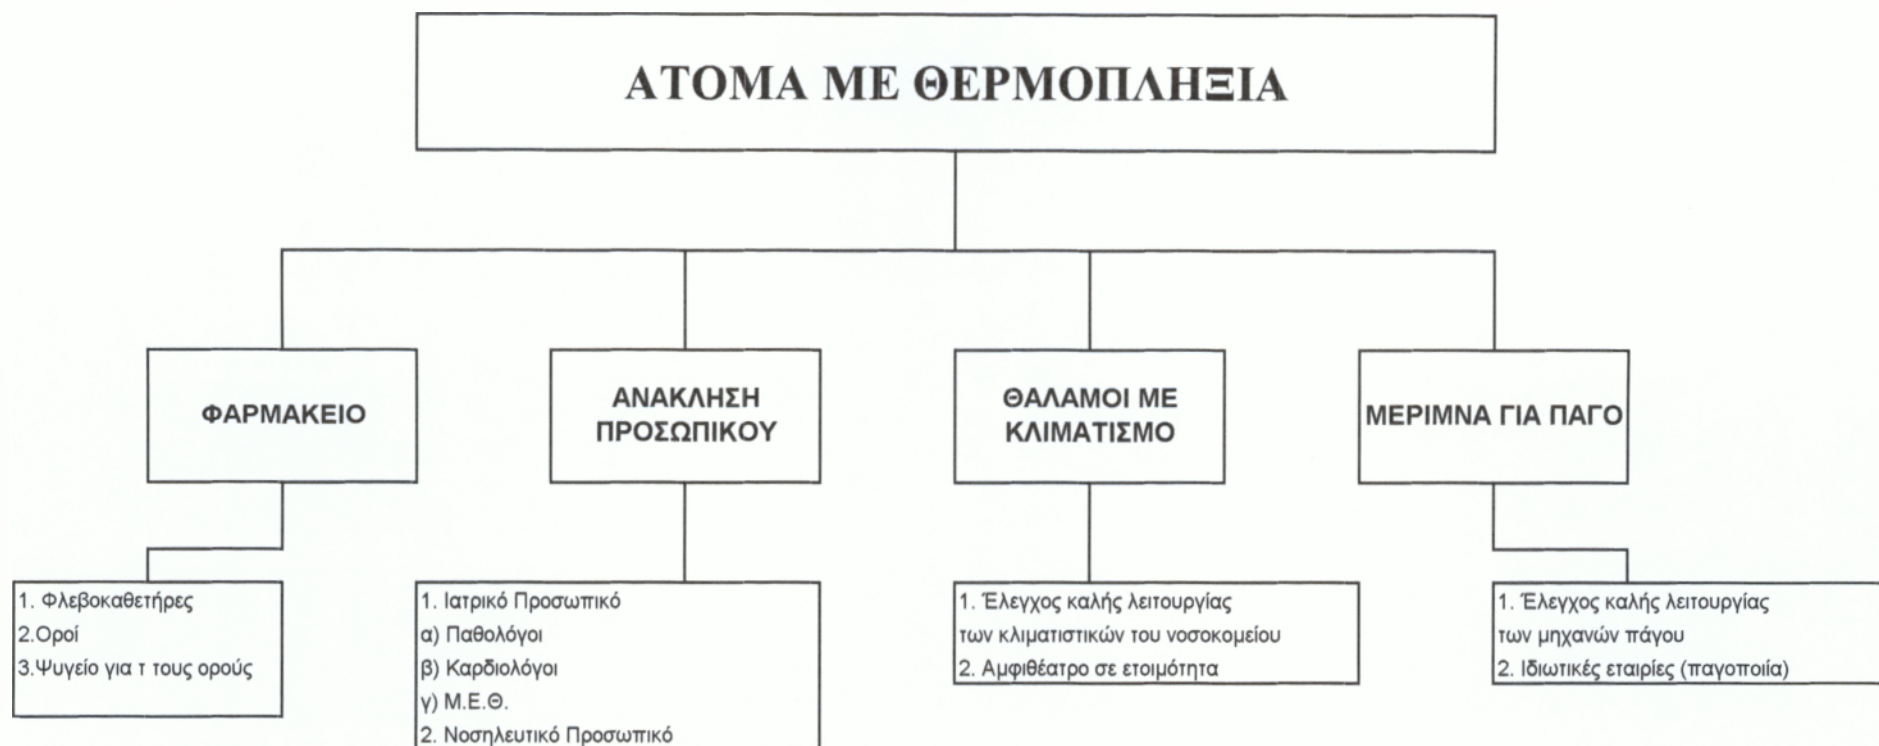 ΑΤΟΜΑ ΜΕ ΘΕΡΜΟΠΛΗΞΙΑ
ΦΑΡΜΑΚΕΙΟ
ΑΝΑΚΛΗΣΗ
ΠΡΟΣΩΠΙΚΟΥ
ΘΑΛΑΜΟΙ ΜΕ
ΚΛΙΜΑΤΙΣΜΟ
ΜΕΡΙΜΝΑ ΓΙΑ ΠΑΓΟ
1. Φλεβοκαθετήρες
2.Οροί
3.Ψυγείο για τ τους ορούς
1. Ιατρικό Προσωπικό
α) Παθολόγοι
β) Καρδιολόγοι
γ) Μ.Ε.Θ.
2. Νοσηλευτικό Προσωπικό
1. Έλεγχος καλής λειτουργίας
των κλιματιστικών του νοσοκομείου
2. Αμφιθέατρο σε ετοιμότητα
1. Έλεγχος καλής λειτουργίας
των μηχανών πάγου
2. Ιδιωτικές εταιρίες (παγοποιία)